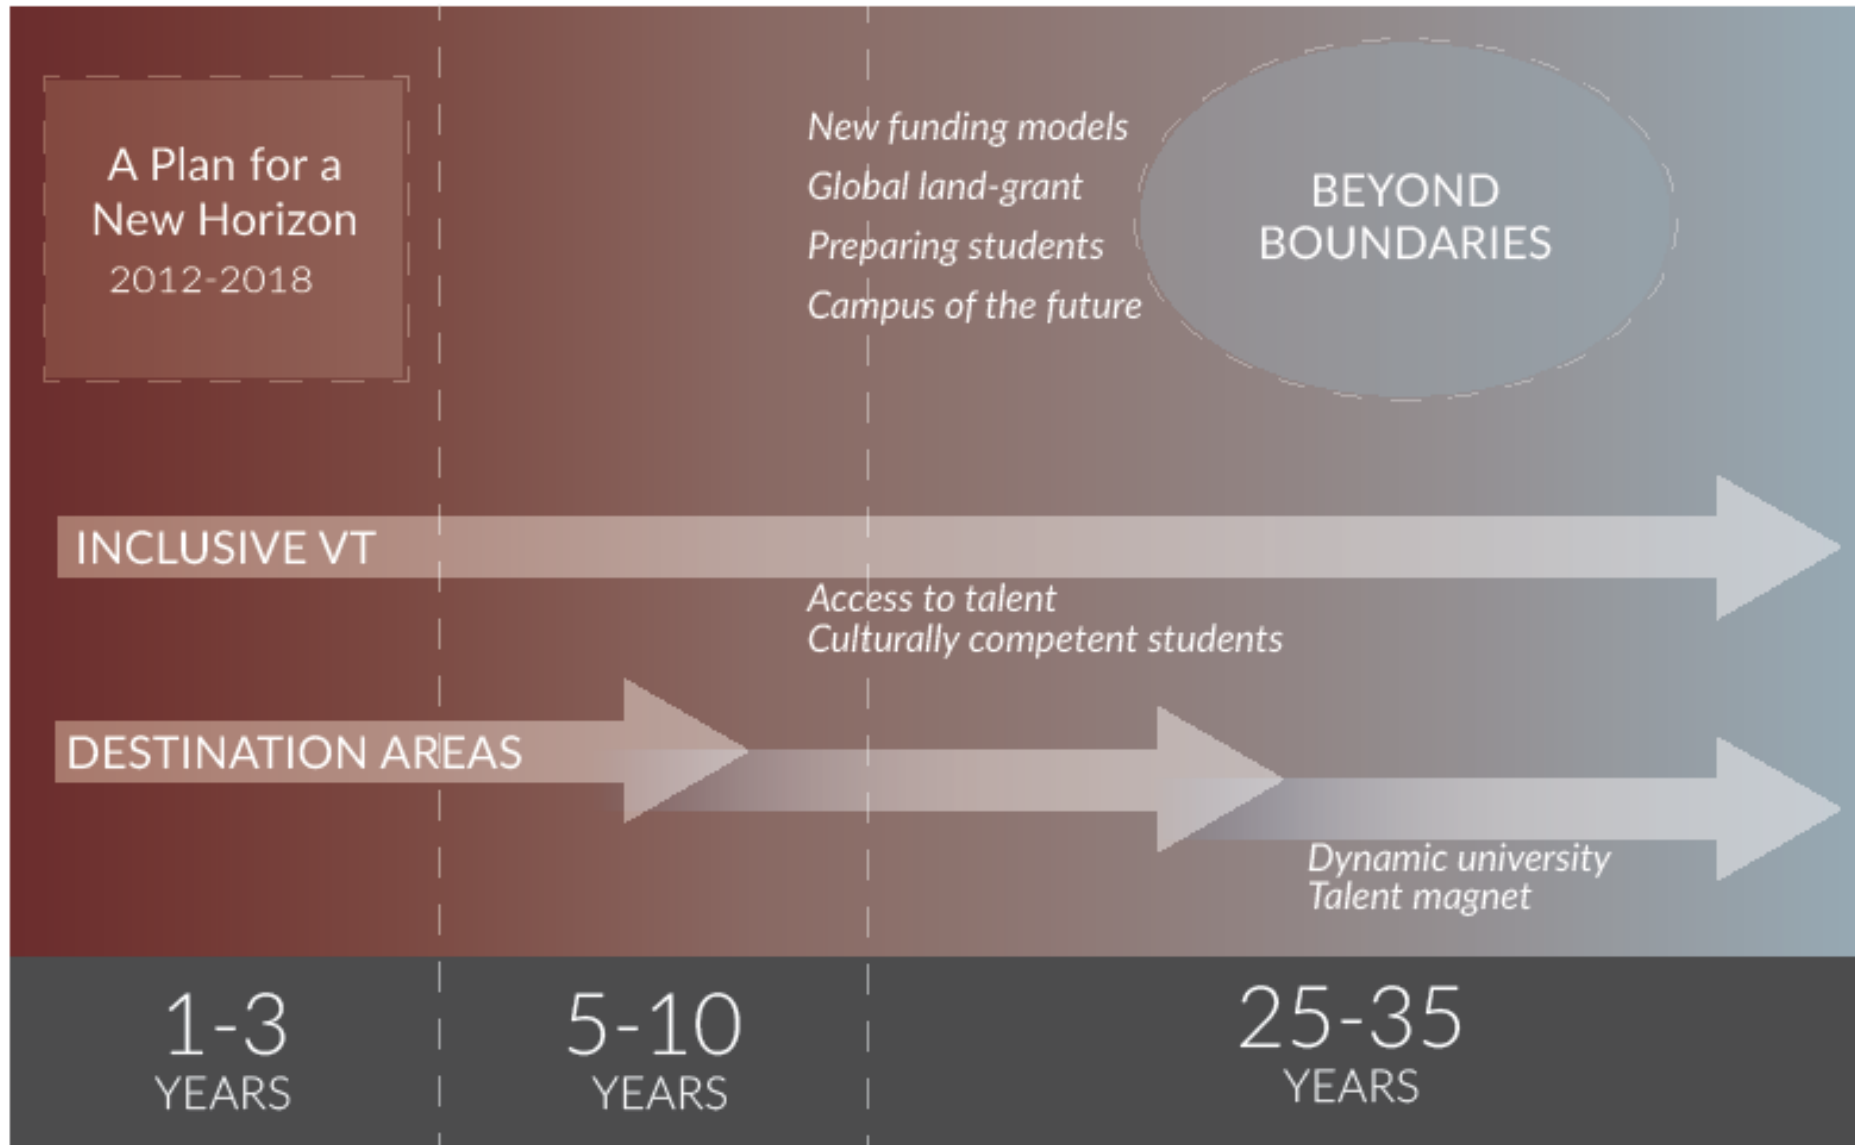 A Plan for a
New Horizon
2012-2018
New funding models
Global land-grant
Preparing students
Campus of the future
BEYOND
BOUNDARIES
INCLUSIVE VT
Access to talent
Culturally competent students
DESTINATION AREAS
Dynamic university
Talent magnet
1-3
YEARS
5-10
YEARS
25-35
YEARS